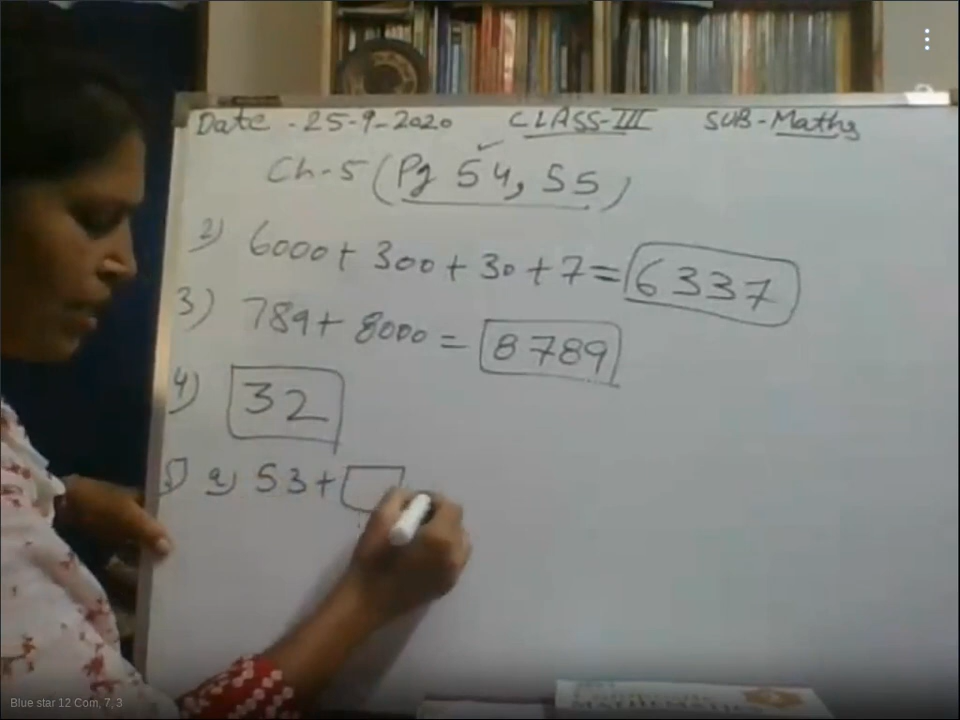 Date - 25-9-2020 CLASS-III SUB-Maths
Ch-5 (Pg 54, 55)
2) 6000+ 300 + 30 + 7 = 6337
3) 789+ 8000 = 8789
4) 32
5) a) 53+
MATHEMATIC
Blue star 12 Com, 7, 3